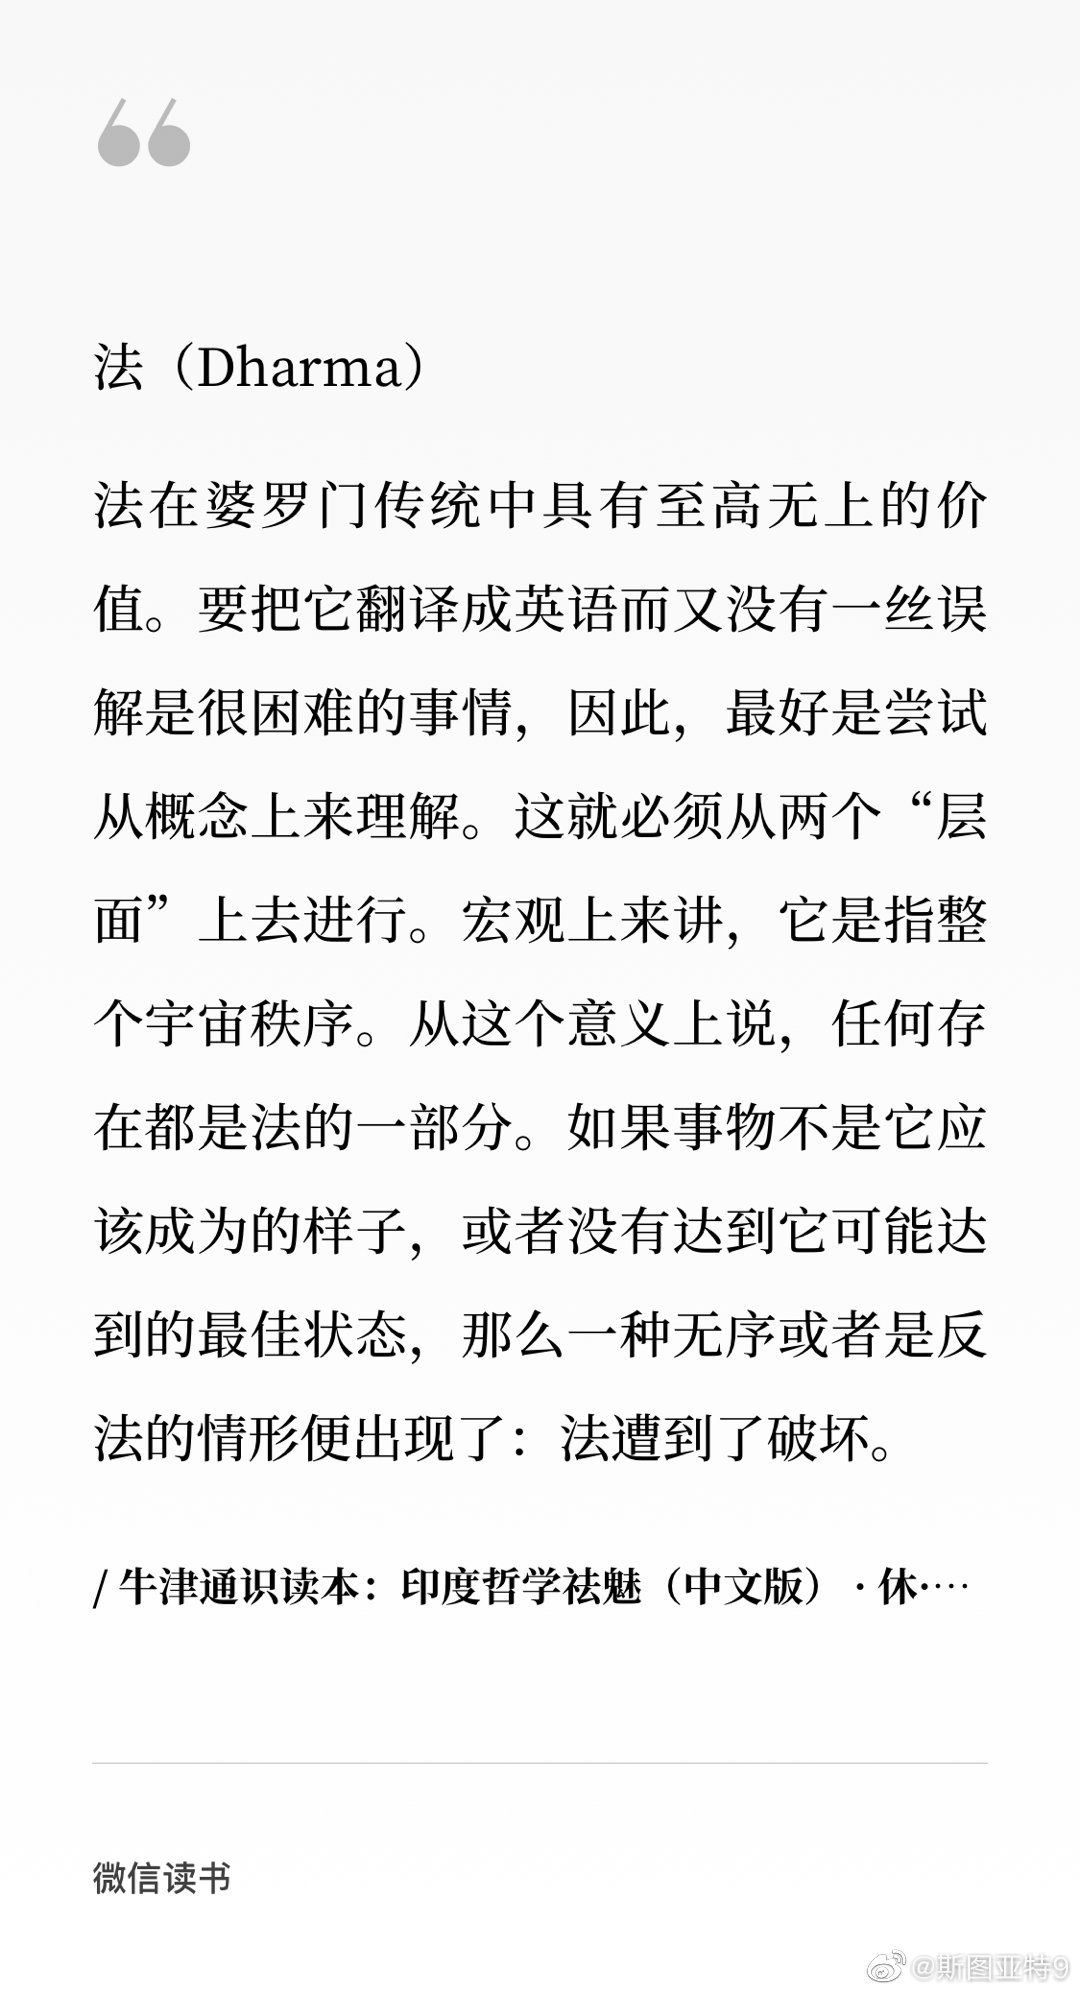 “
法（Dharma）
法在婆罗门传统中具有至高无上的价
值。要把它翻译成英语而又没有一丝误
解是很困难的事情，因此，最好是尝试
从概念上来理解。这就必须从两个“层
面”上去进行。宏观上来讲，它是指整
个宇宙秩序。从这个意义上说，任何存
在都是法的一部分。如果事物不是它应
该成为的样子，或者没有达到它可能达
到的最佳状态，那么一种无序或者是反
法的情形便出现了：法遭到了破坏。
/ 牛津通识读本：印度哲学祛魅（中文版）·休·…
微信读书
@斯图亚特9